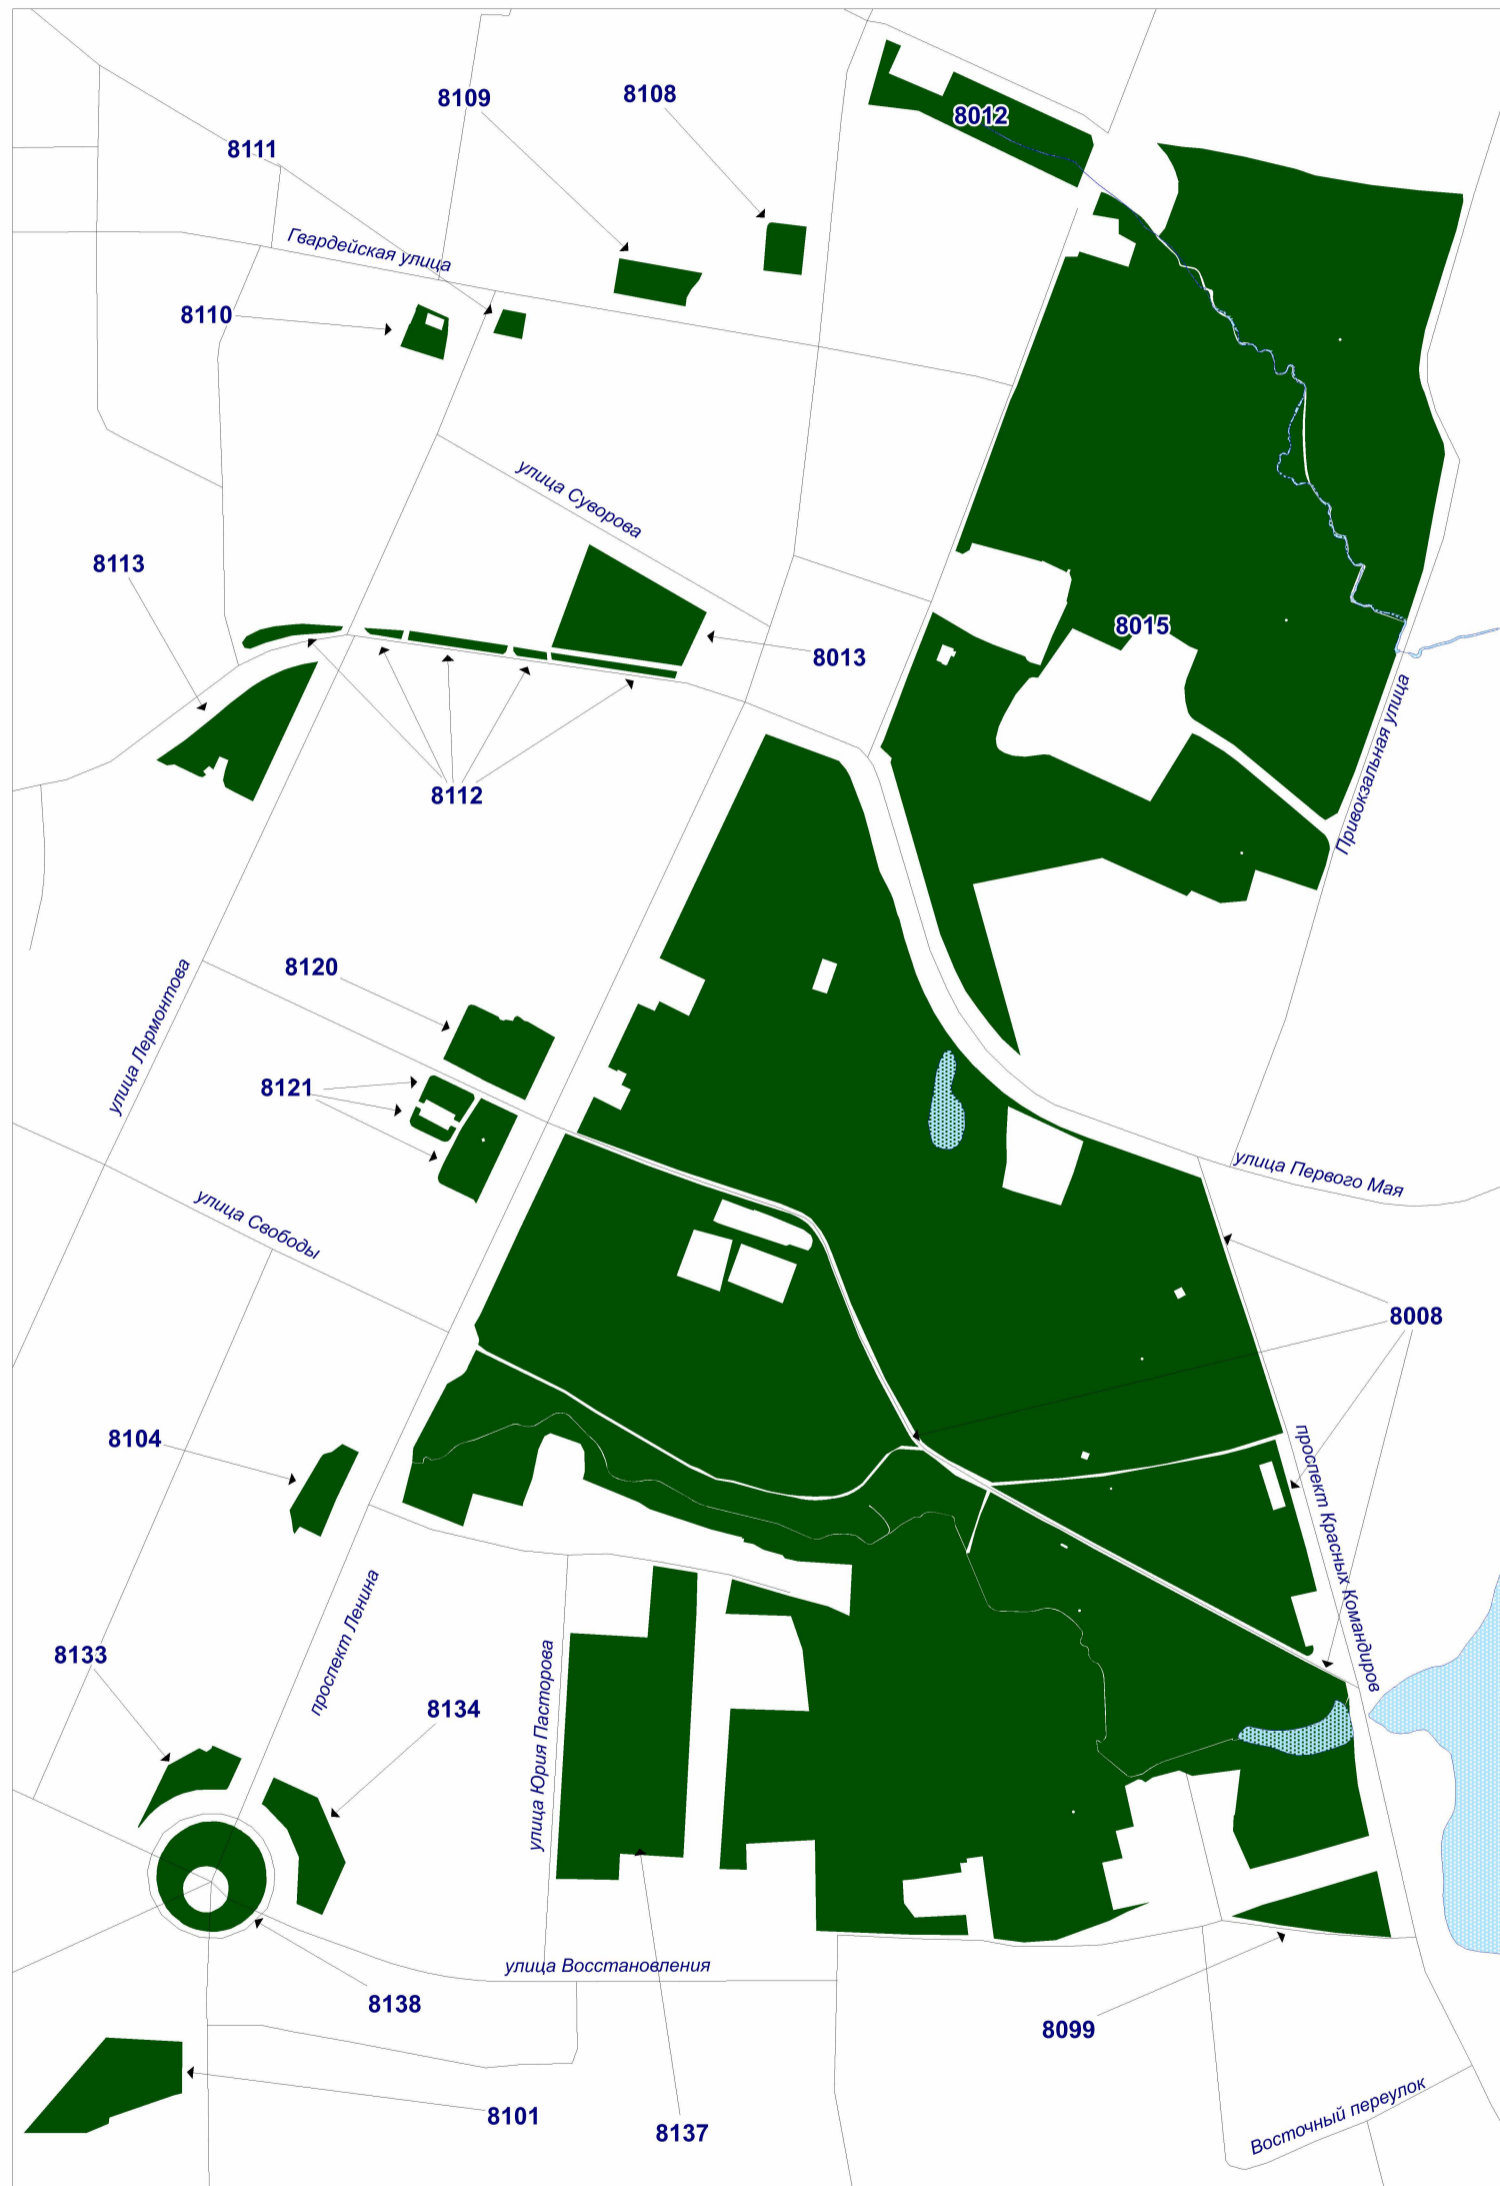 8109
8108
8012
8111
Гвардейская улица
8110
улица Суворова
8113
8015
8013
Привокзальная улица
8112
8120
улица Лермонтова
8121
улица Первого Мая
улица Свободы
8008
8104
проспект Красных Командиров
проспект Ленина
8133
8134
улица Юрия Пасторова
улица Восстановления
8138
8099
8101
8137
Восточный переулок